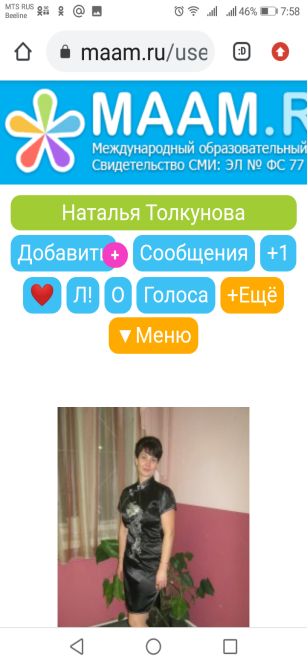 MTS RUS
Beeline
46% 7:58
maam.ru/use
:D
MAAM.R
Международный образовательный
Свидетельство СМИ: ЭЛ № ФС 77
Наталья Толкунова
Добавить + Сообщения +1
Л! О Голоса +Ещё
▼Меню